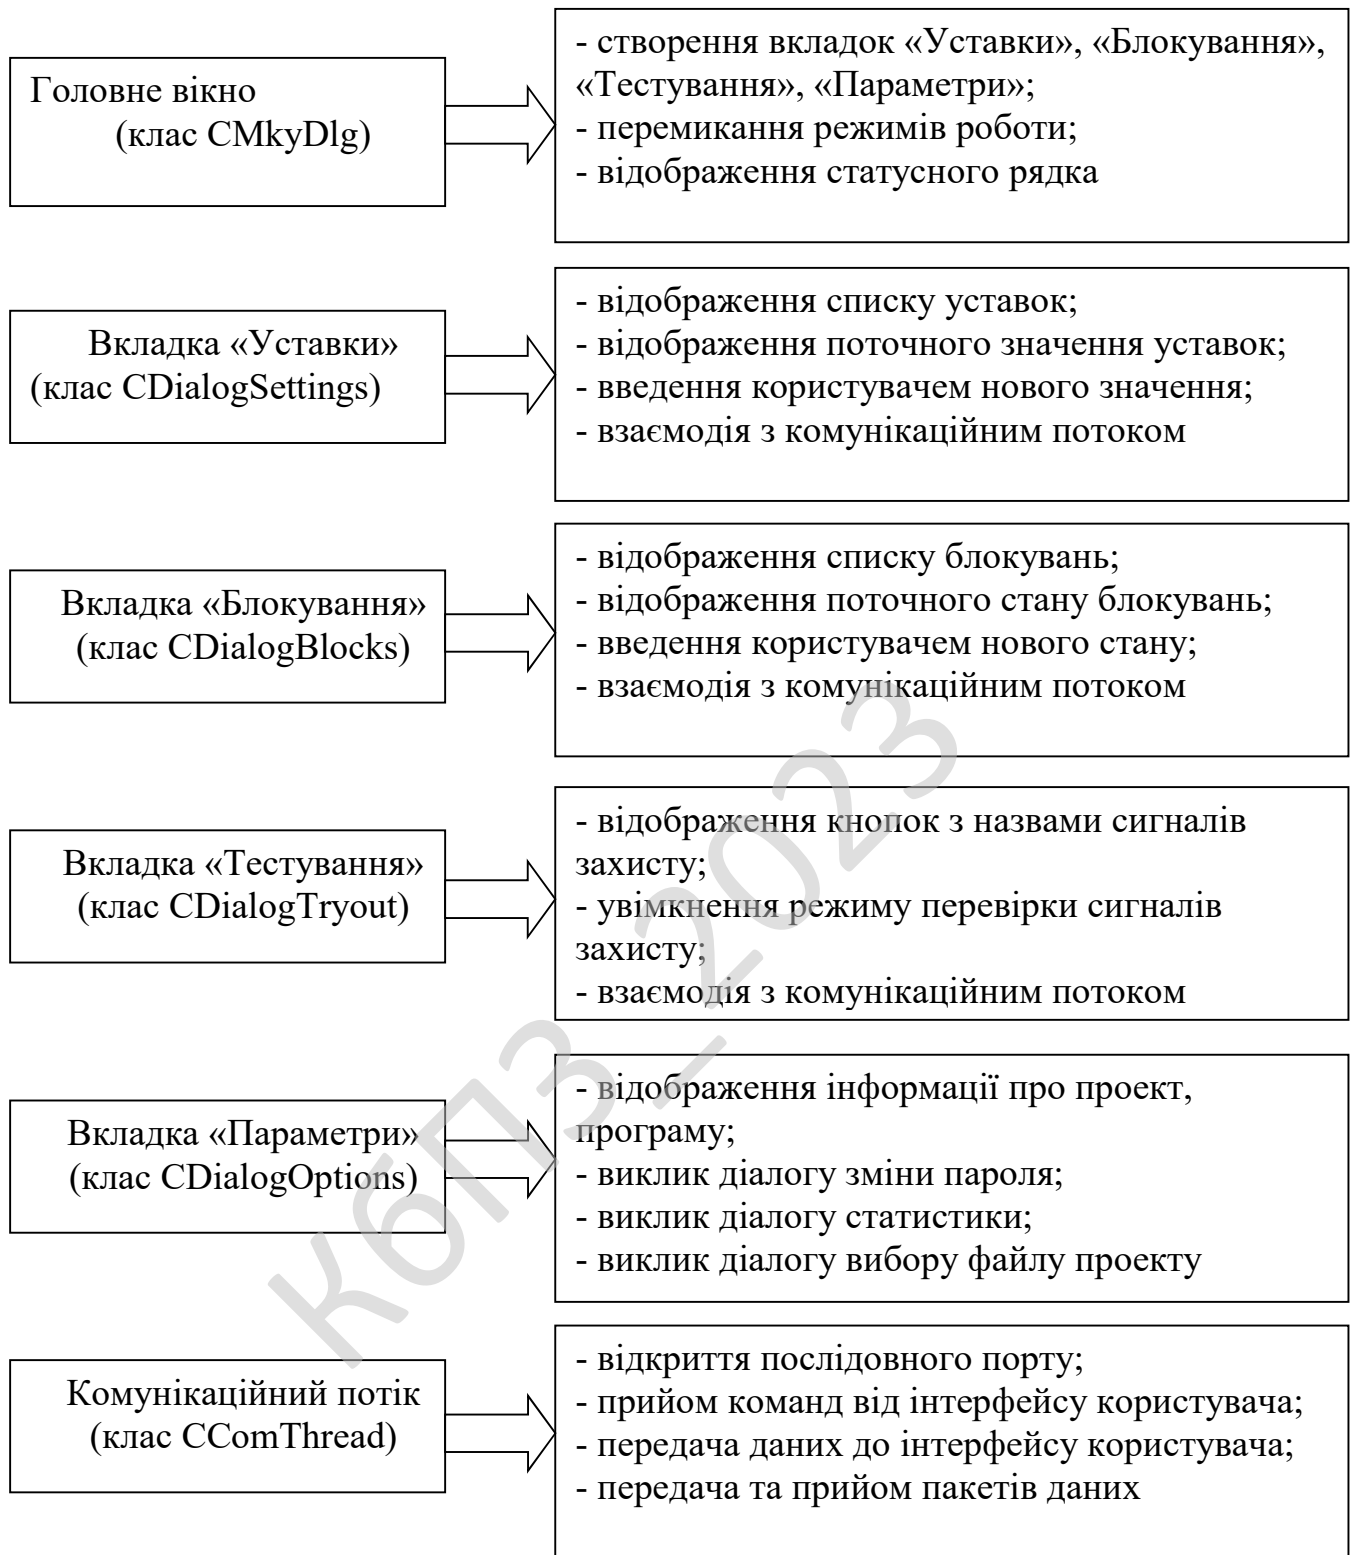 Головне вікно
(клас CMkyDlg)
- створення вкладок «Уставки», «Блокування»,
«Тестування», «Параметри»;
- перемикання режимів роботи;
- відображення статусного рядка
Вкладка «Уставки»
(клас CDialogSettings)
- відображення списку уставок;
- відображення поточного значення уставок;
- введення користувачем нового значення;
- взаємодія з комунікаційним потоком
Вкладка «Блокування»
(клас CDialogBlocks)
- відображення списку блокувань;
- відображення поточного стану блокувань;
- введення користувачем нового стану;
- взаємодія з комунікаційним потоком
Вкладка «Тестування»
(клас CDialogTryout)
- відображення кнопок з назвами сигналів
захисту;
- увімкнення режиму перевірки сигналів
захисту;
- взаємодія з комунікаційним потоком
Вкладка «Параметри»
(клас CDialogOptions)
- відображення інформації про проект,
програму;
- виклик діалогу зміни пароля;
- виклик діалогу статистики;
- виклик діалогу вибору файлу проекту
Комунікаційний потік
(клас CComThread)
- відкриття послідовного порту;
- прийом команд від інтерфейсу користувача;
- передача даних до інтерфейсу користувача;
- передача та прийом пакетів даних
КбПЗ_2023